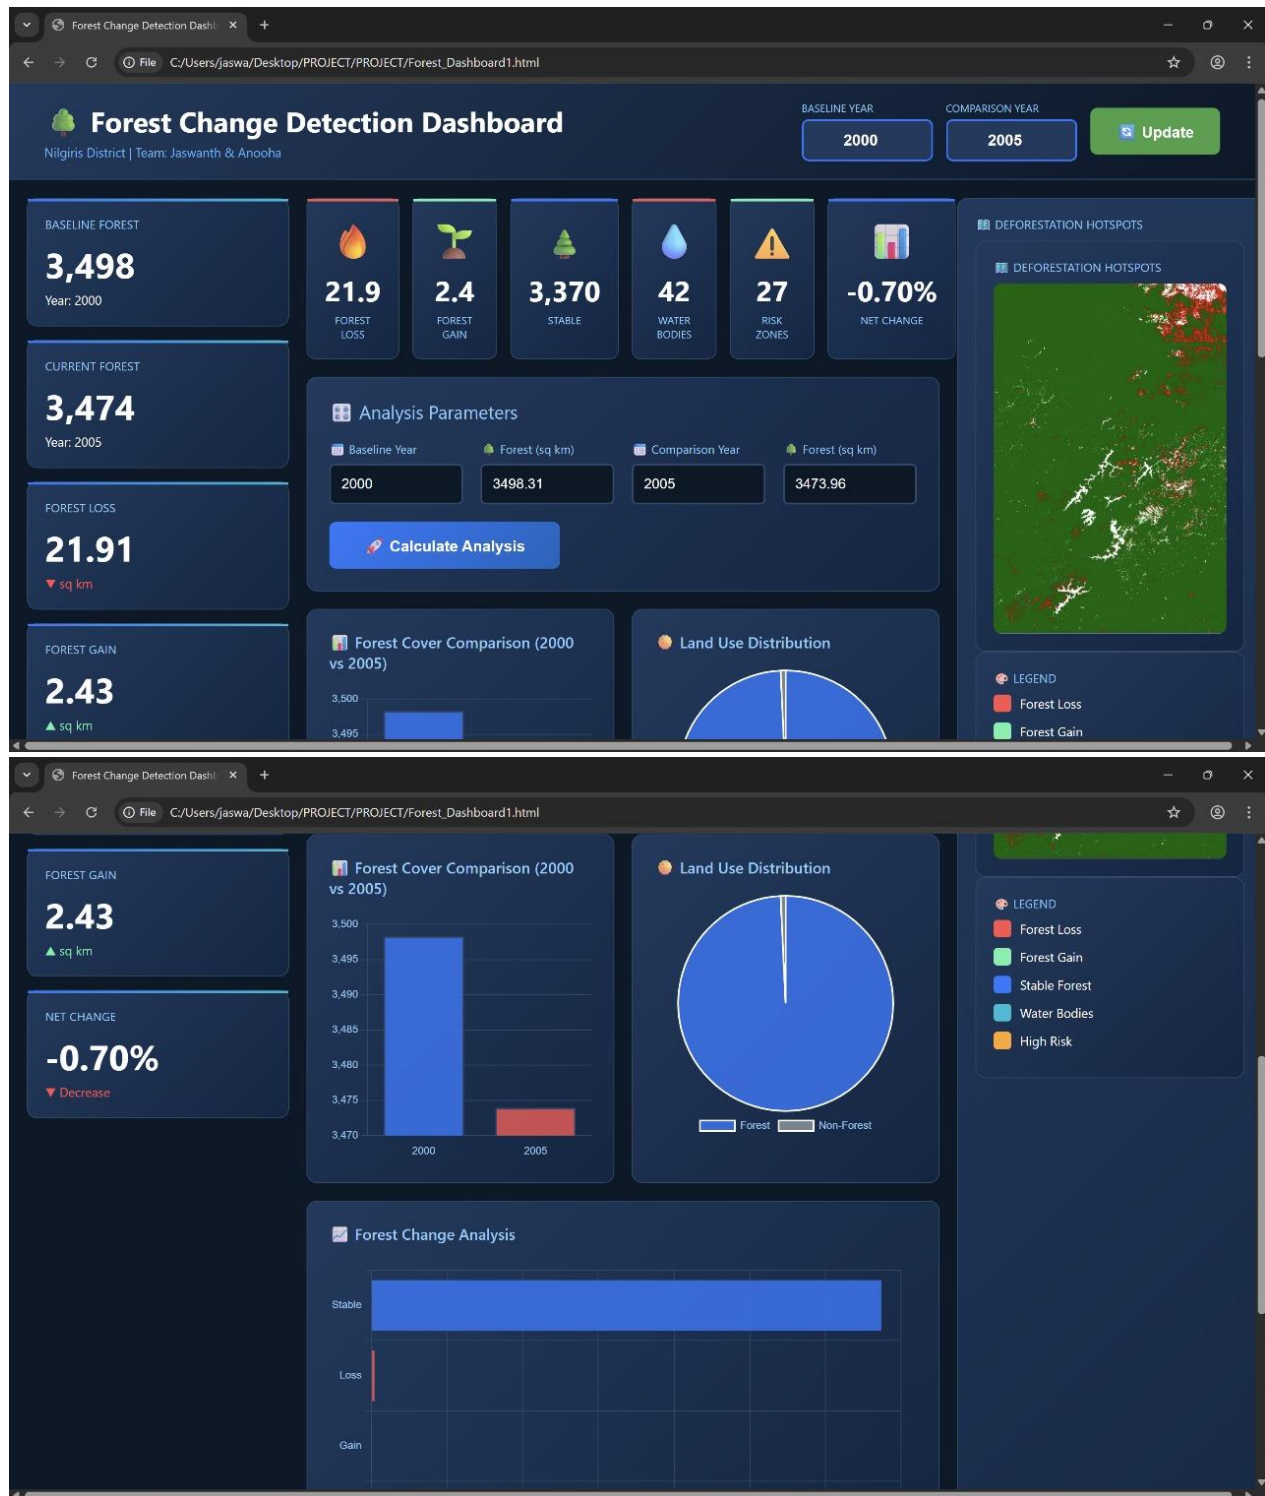 Forest Change Detection Dashb
File
C:/Users/jaswa/Desktop/PROJECT/PROJECT/Forest_Dashboard1.html
Forest Change Detection Dashboard
Nilgiris District | Team: Jaswanth & Anooha
BASELINE YEAR
2000
COMPARISON YEAR
2005
Update
BASELINE FOREST
3,498
Year: 2000
CURRENT FOREST
3,474
Year: 2005
FOREST LOSS
21.91
▼ sq km
FOREST GAIN
2.43
▲ sq km
21.9
FOREST
LOSS
2.4
FOREST
GAIN
3,370
STABLE
42
WATER
BODIES
27
RISK
ZONES
-0.70%
NET CHANGE
Analysis Parameters
Baseline Year
2000
Forest (sq km)
3498.31
Comparison Year
2005
Forest (sq km)
3473.96
Calculate Analysis
Forest Cover Comparison (2000
vs 2005)
3,500
3,495
Land Use Distribution
DEFORESTATION HOTSPOTS
DEFORESTATION HOTSPOTS
LEGEND
Forest Loss
Forest Gain
Forest Change Detection Dashb
File
C:/Users/jaswa/Desktop/PROJECT/PROJECT/Forest_Dashboard1.html
FOREST GAIN
2.43
▲ sq km
NET CHANGE
-0.70%
▼ Decrease
Forest Cover Comparison (2000
vs 2005)
3,500
3,495
3,490
3,485
3,480
3,475
3,470
2000
2005
Land Use Distribution
Forest
Non-Forest
LEGEND
Forest Loss
Forest Gain
Stable Forest
Water Bodies
High Risk
Forest Change Analysis
Stable
Loss
Gain